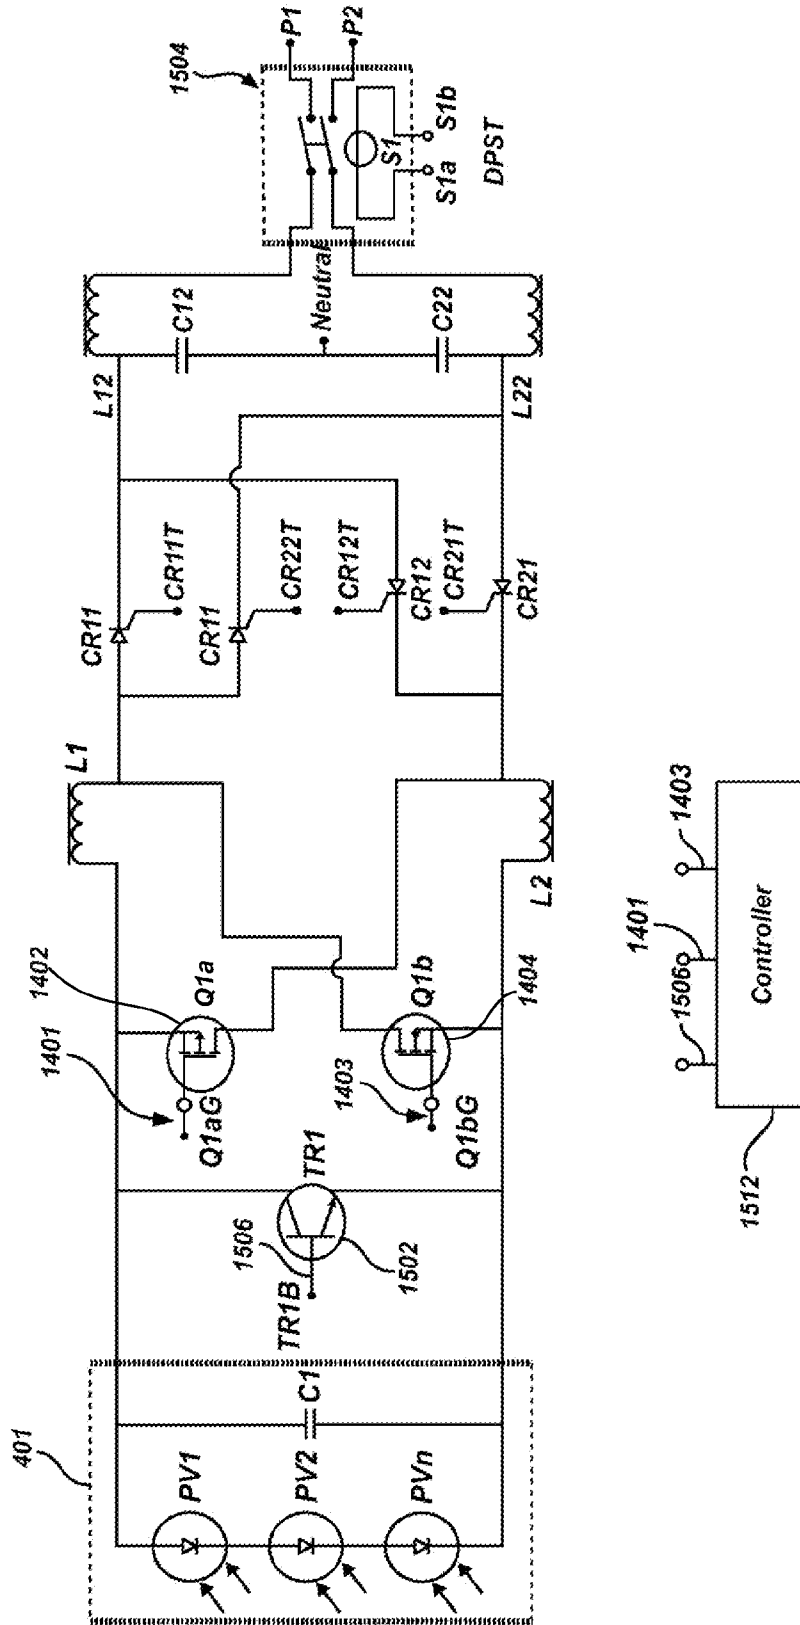 401
PV1
PV2
PVn
C1
TR1B
1506
TR1
1502
1401
1402
Q1aG
Q1a
1403
Q1bG
Q1b
1404
L1
L2
CR11
CR11T
CR11
CR22T
CR12T
CR12
CR21T
CR21
L12
C12
Neutral
C22
L22
1504
S1
S1a
S1b
DPST
P1
P2
1512
Controller
1506
1401
1403